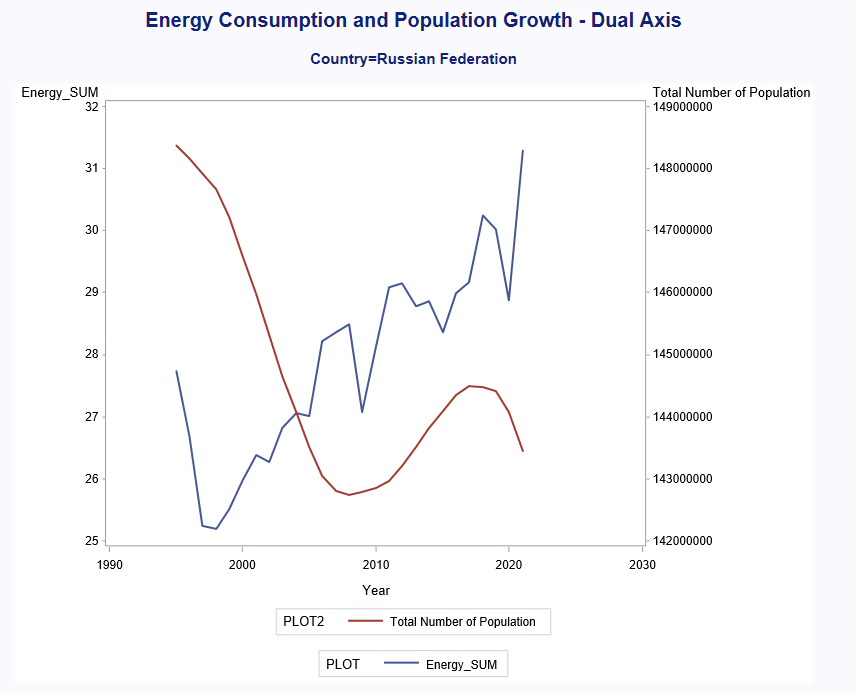 Energy Consumption and Population Growth - Dual Axis
Country=Russian Federation
Energy_SUM Total Number of Population
32 149000000
31 148000000
30 147000000
29 146000000
28 145000000
27 144000000
26 143000000
25 142000000
1990 2000 2010 2020 2030
Year
PLOT2 Total Number of Population
PLOT Energy_SUM